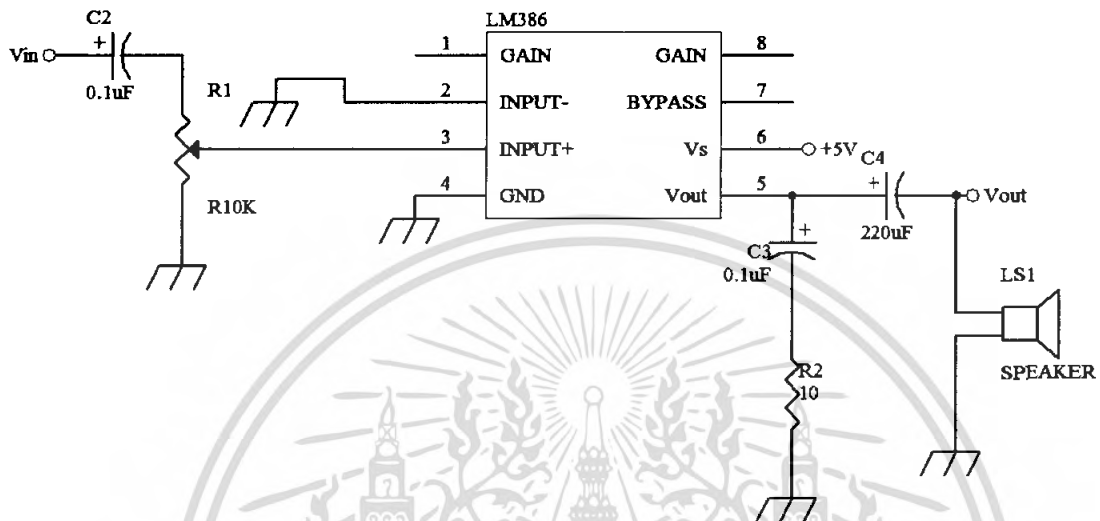 C2
Vin
+
0.1uF
R1
R10K
LM386
1 GAIN GAIN 8
2 INPUT- BYPASS 7
3 INPUT+ Vs 6
4 GND Vout 5
+5V
C4
+
220uF
Vout
+
C3
0.1uF
R2
10
LS1
SPEAKER